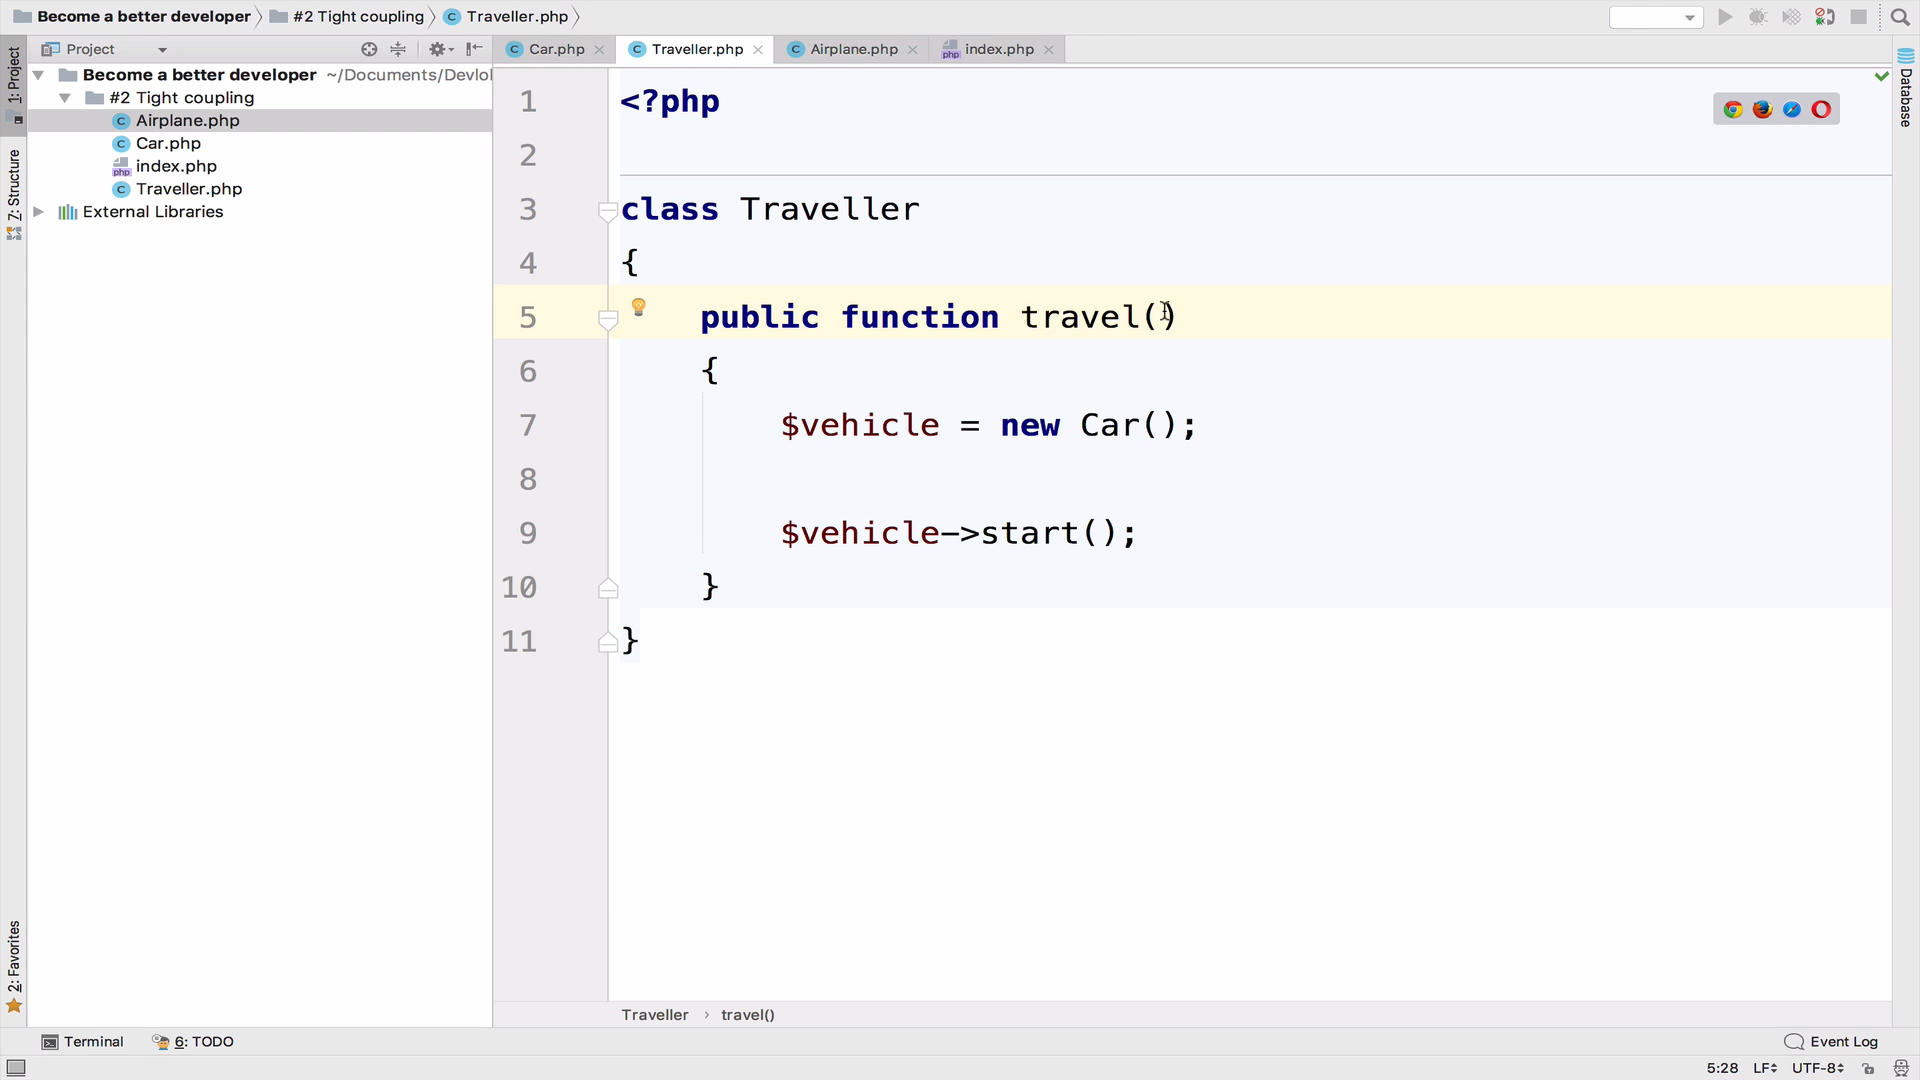 Become a better developer #2 Tight coupling Traveller.php
1: Project
7: Structure
2: Favorites
Project
Become a better developer ~/Documents/Devlo
#2 Tight coupling
Airplane.php
Car.php
index.php
Traveller.php
External Libraries
Car.php Traveller.php Airplane.php index.php
1 <?php
2
3 class Traveller
4 {
5 public function travel()
6 {
7 $vehicle = new Car();
8
9 $vehicle->start();
10 }
11 }
Database
Traveller › travel()
Terminal 6: TODO
Event Log
5:28 LF UTF-8